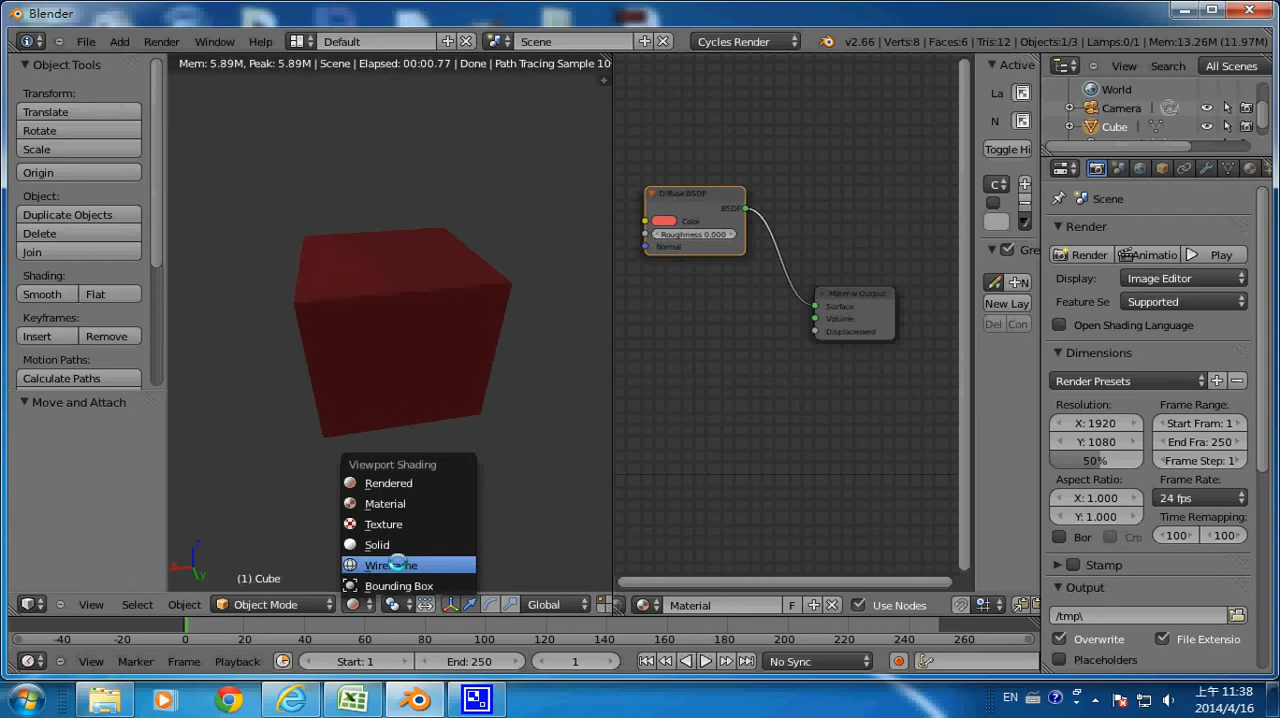 Blender
File Add Render Window Help Default Scene Cycles Render v2.66 | Verts:8 | Faces:6 | Tris:12 | Objects:1/3 | Lamps:0/1 | Mem:13.26M (11.97M)
Object Tools
Transform:
Translate
Rotate
Scale
Origin
Object:
Duplicate Objects
Delete
Join
Shading:
Smooth Flat
Keyframes:
Insert Remove
Motion Paths:
Calculate Paths
Move and Attach
Mem: 5.89M, Peak: 5.89M | Scene | Elapsed: 00:00.77 | Done | Path Tracing Sample 10
Viewport Shading
Rendered
Material
Texture
Solid
Bounding Box
x z y
(1) Cube
View Select Object Object Mode Global
Diffuse BSDF
BSDF
Color
Roughness 0.000
Normal
Material Output
Surface
Volume
Displacement
Active
La
N
Toggle Hi
C
Gre
N
New Lay
Del Con
Material F Use Nodes
View Search All Scenes
World
Camera
Cube
Scene
Render
Render Animatio Play
Display: Image Editor
Feature Se Supported
Open Shading Language
Dimensions
Render Presets
Resolution: Frame Range:
X: 1920 Start Fram: 1
Y: 1080 End Fra: 250
50% Frame Step: 1
Aspect Ratio: Frame Rate:
X: 1.000 24 fps
Y: 1.000 Time Remapping:
Bor Cro 100 100
Stamp
Output
/tmp\
Overwrite File Extensio
Placeholders
-40 -20 0 20 40 60 80 100 120 140 160 180 200 220 240 260
View Marker Frame Playback Start: 1 End: 250 1 No Sync
EN 上午 11:38
2014/4/16